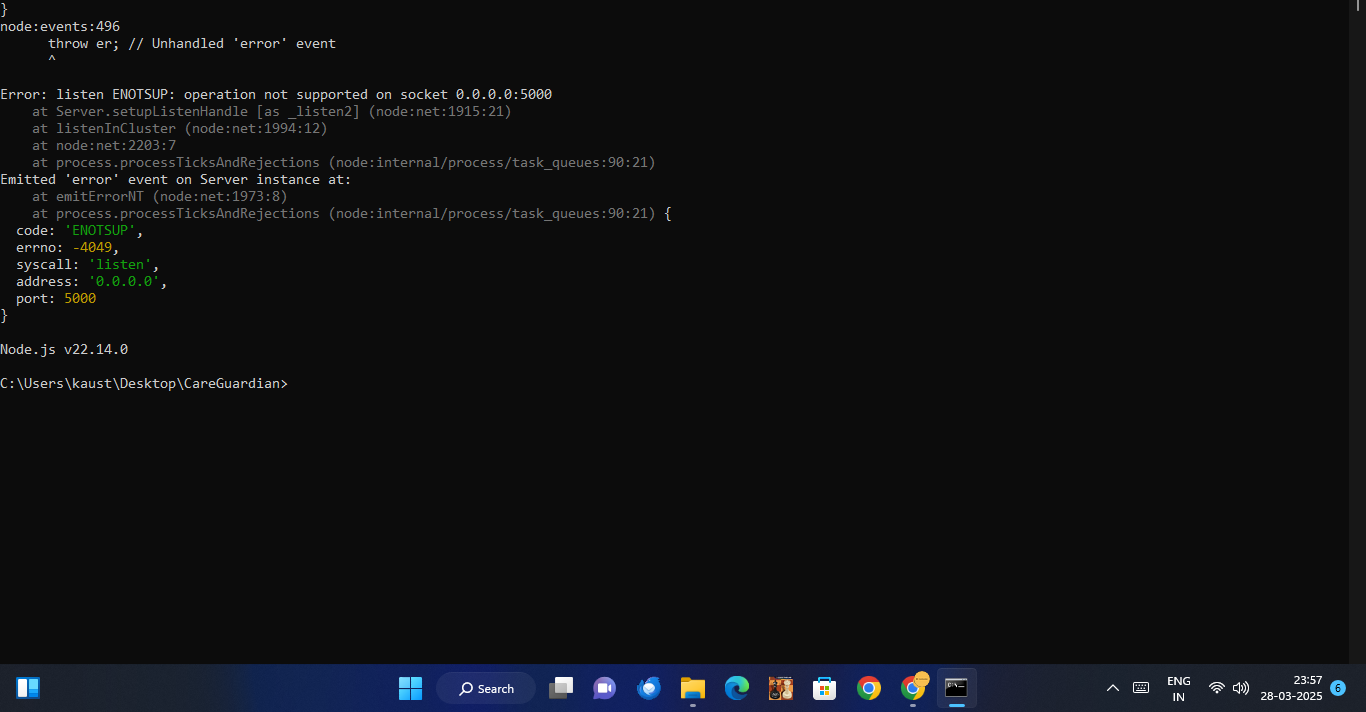 }
node:events:496
      throw er; // Unhandled 'error' event
      ^

Error: listen ENOTSUP: operation not supported on socket 0.0.0.0:5000
    at Server.setupListenHandle [as _listen2] (node:net:1915:21)
    at listenInCluster (node:net:1994:12)
    at node:net:2203:7
    at process.processTicksAndRejections (node:internal/process/task_queues:90:21)
Emitted 'error' event on Server instance at:
    at emitErrorNT (node:net:1973:8)
    at process.processTicksAndRejections (node:internal/process/task_queues:90:21) {
  code: 'ENOTSUP',
  errno: -4049,
  syscall: 'listen',
  address: '0.0.0.0',
  port: 5000
}

Node.js v22.14.0

C:\Users\kaust\Desktop\CareGuardian>
Search
ENG
IN
23:57
28-03-2025
6